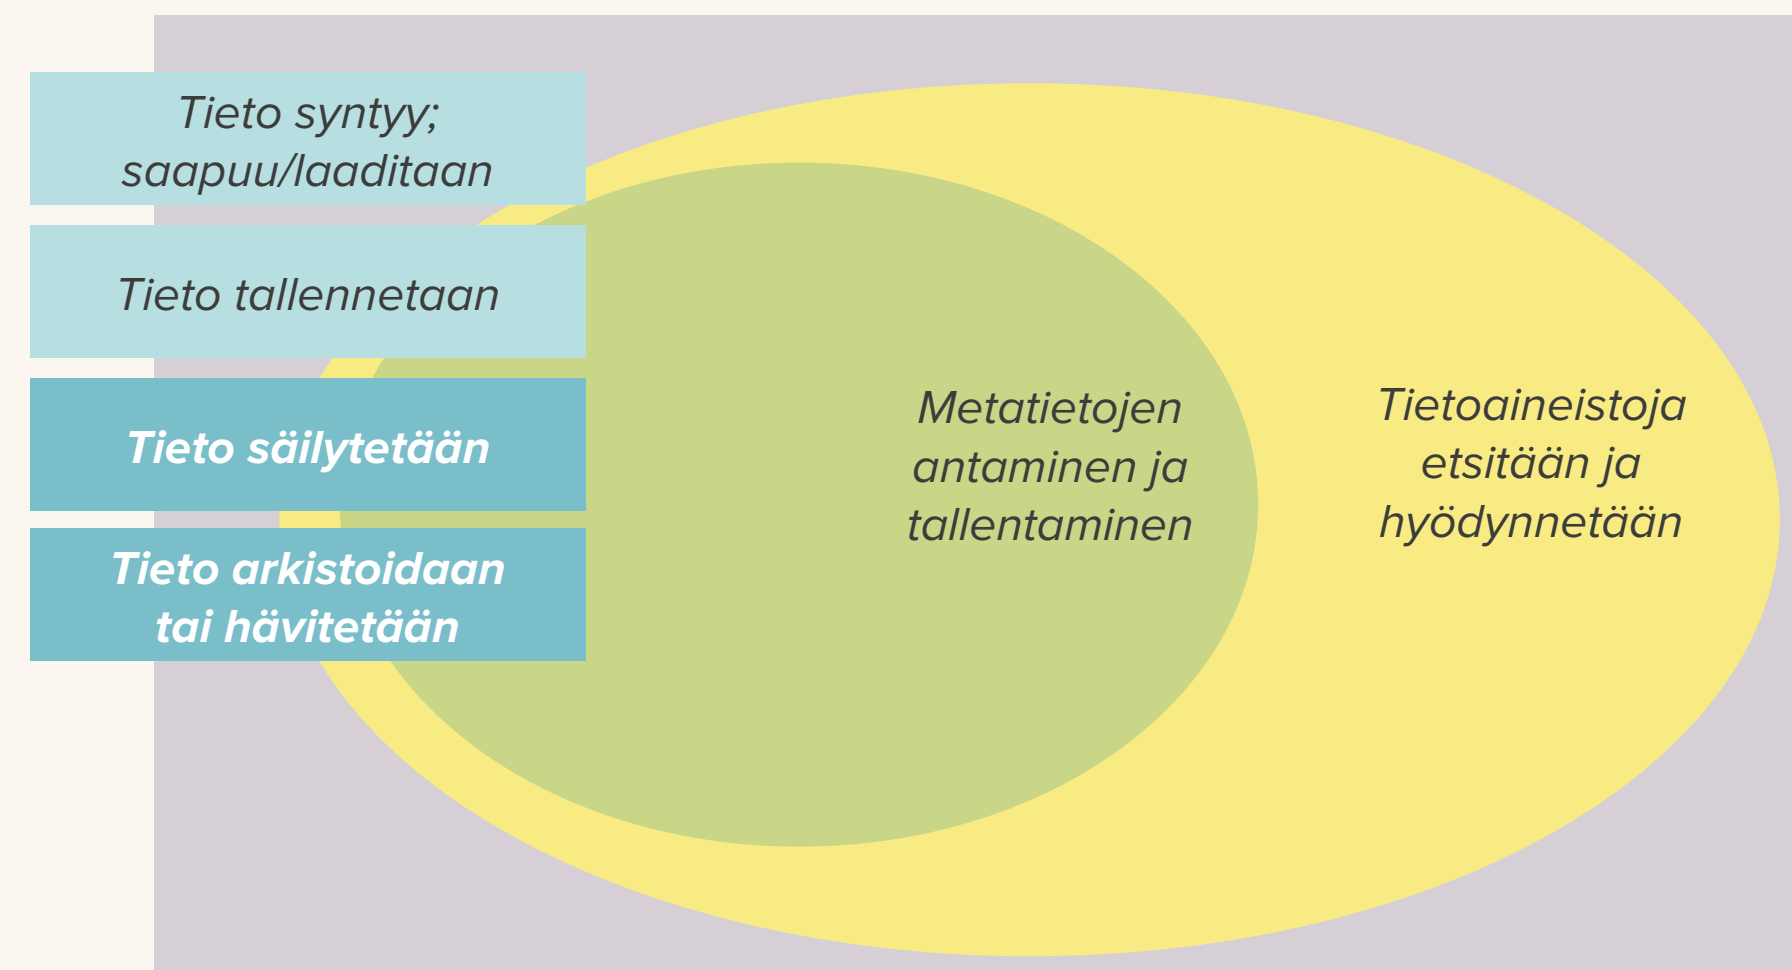 Tieto syntyy;
saapuu/laaditaan
Tieto tallennetaan
Tieto säilytetään
Tieto arkistoidaan
tai hävitetään
Metatietojen
antaminen ja
tallentaminen
Tietoaineistoja
etsitään ja
hyödynnetään